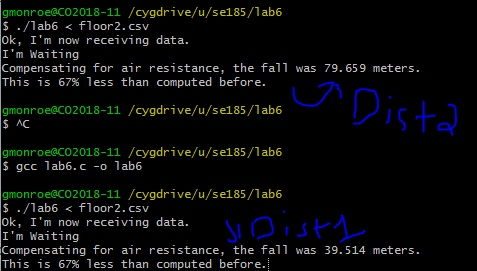 gmonroe@CO2018-11 /cygdrive/u/se185/lab6
$ ./lab6 < floor2.csv
Ok, I'm now receiving data.
I'm Waiting
Compensating for air resistance, the fall was 79.659 meters.
This is 67% less than computed before.
Dist2
gmonroe@CO2018-11 /cygdrive/u/se185/lab6
$ ^C
gmonroe@CO2018-11 /cygdrive/u/se185/lab6
$ gcc lab6.c -o lab6
gmonroe@CO2018-11 /cygdrive/u/se185/lab6
$ ./lab6 < floor2.csv
Ok, I'm now receiving data.
Dist1
I'm Waiting
Compensating for air resistance, the fall was 39.514 meters.
This is 67% less than computed before.